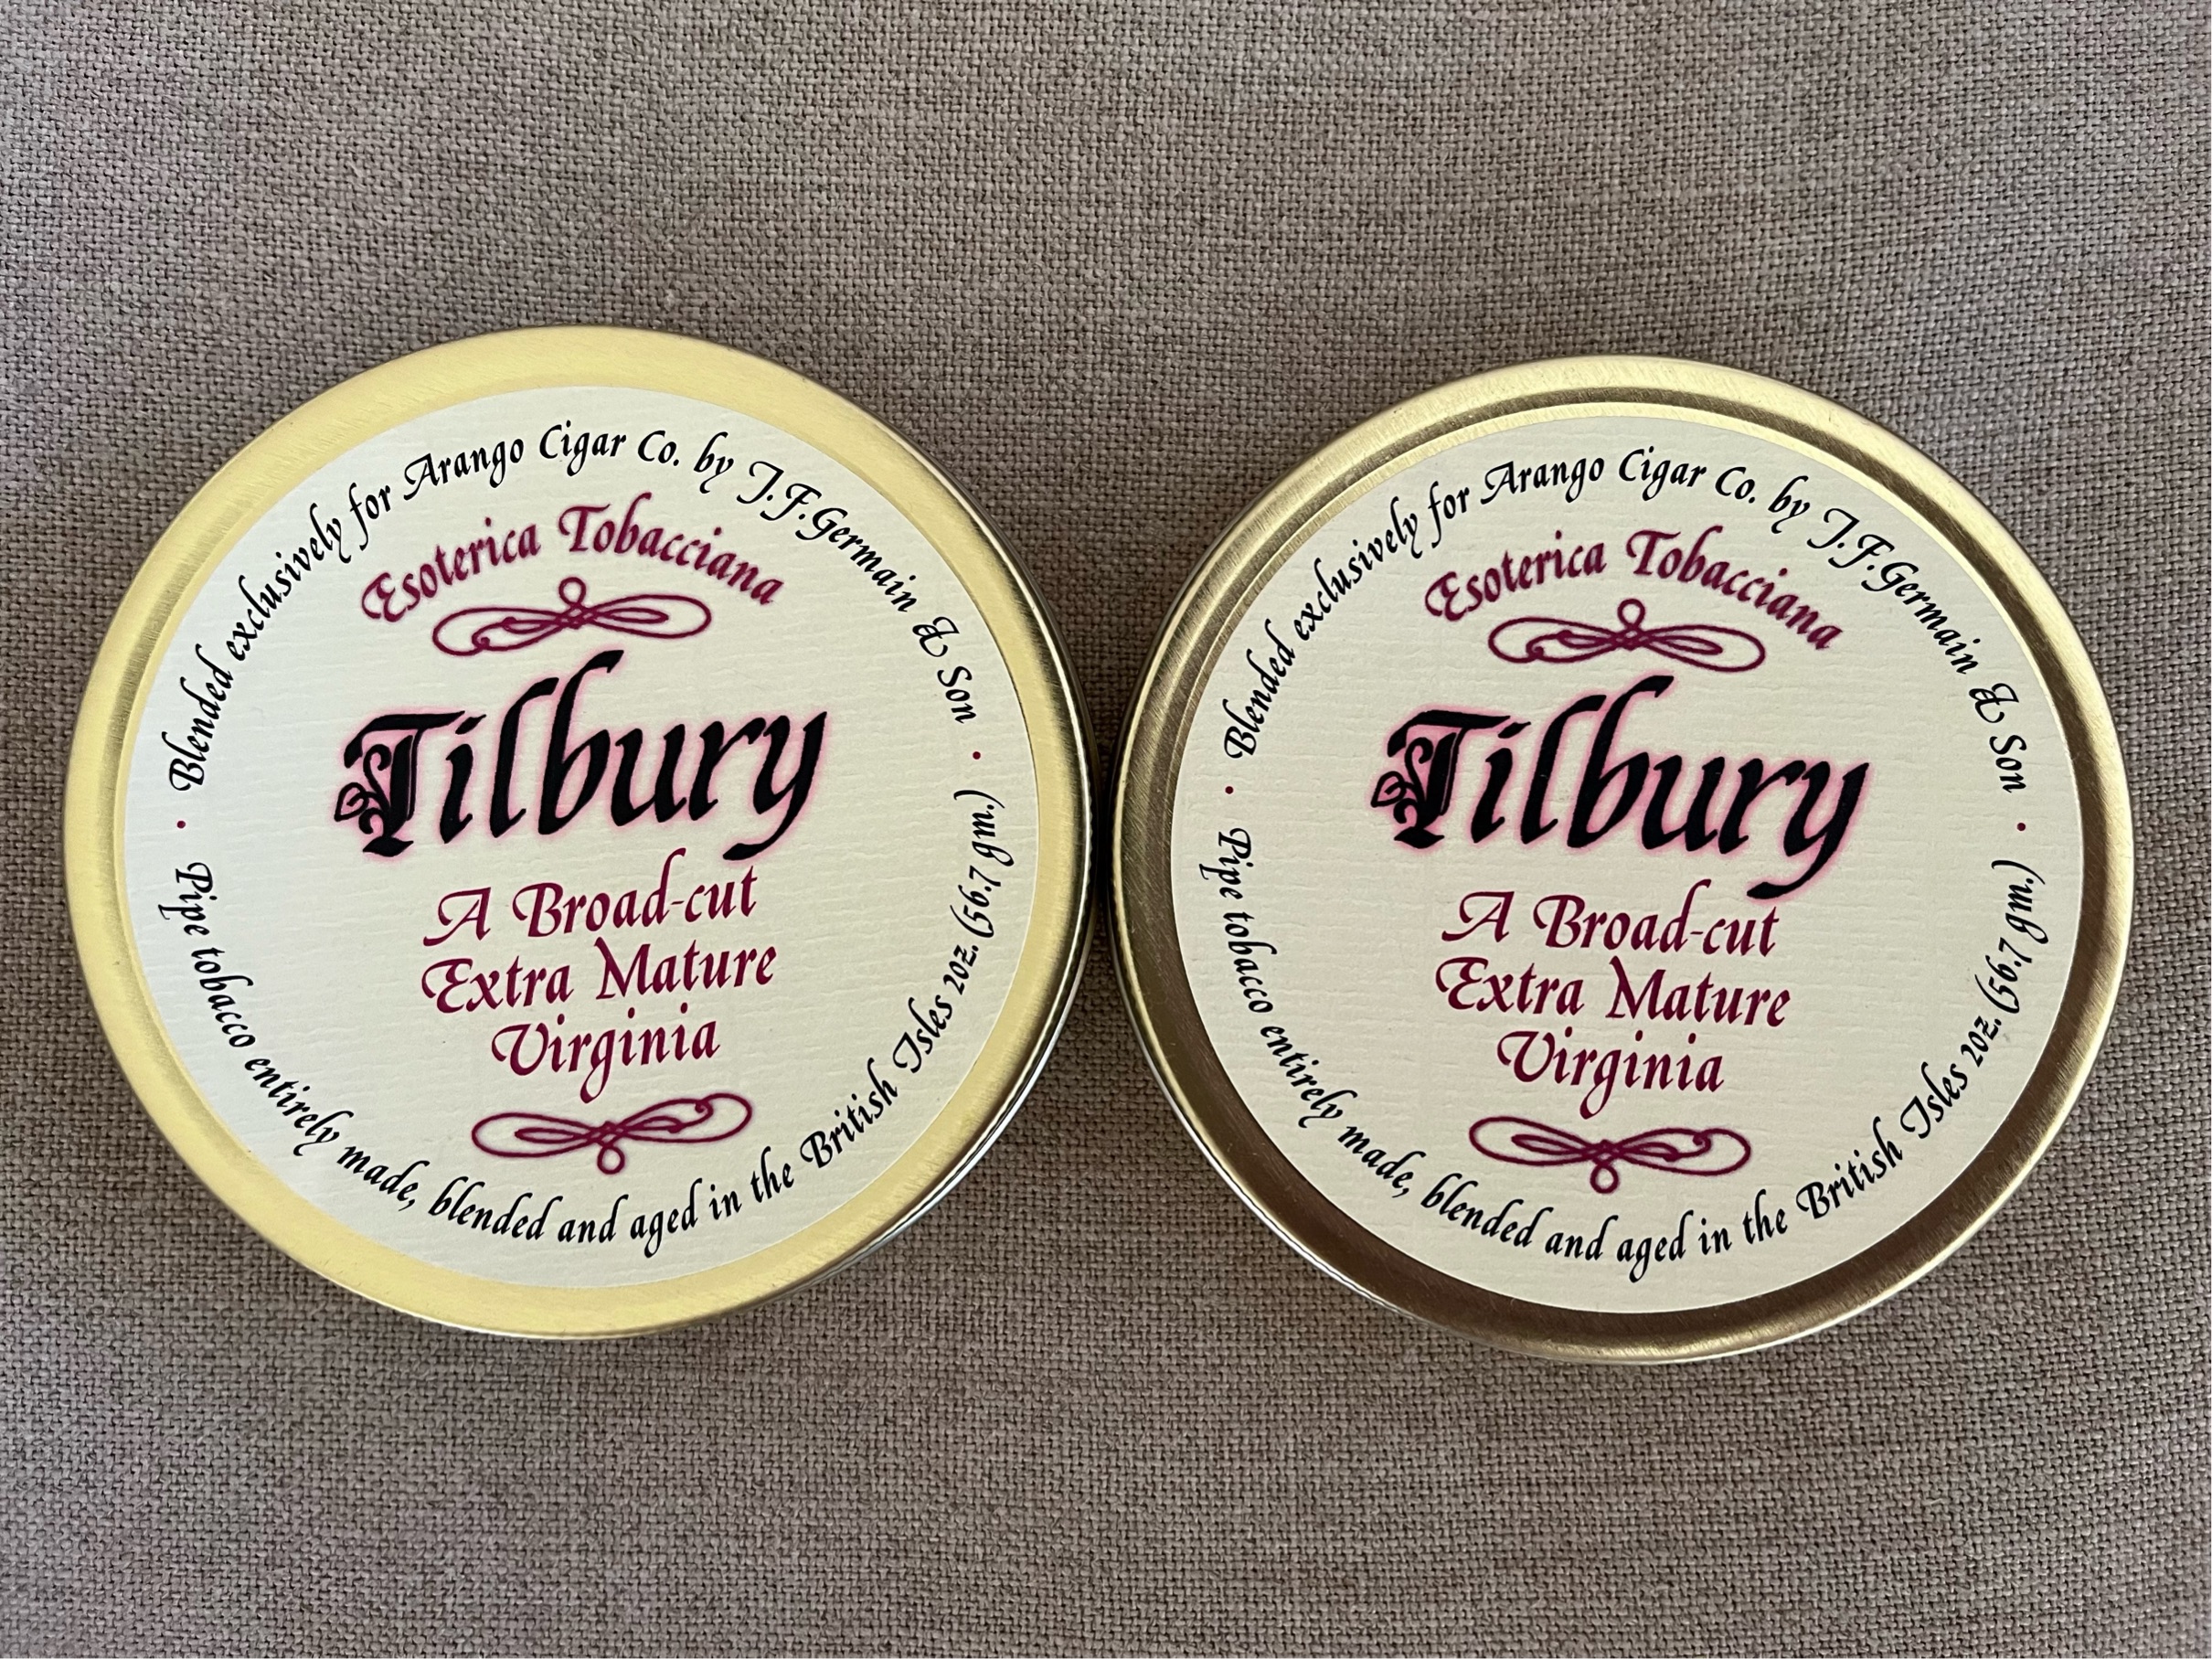 Blended exclusively for Arango Cigar Co. by J.F.Germain & Son
Esoterica Tobacciana
Tilbury
A Broad-cut
Extra Mature
Virginia
Pipe tobacco entirely made, blended and aged in the British Isles 2oz. (56.7 gm.)
Blended exclusively for Arango Cigar Co. by J.F.Germain & Son
Esoterica Tobacciana
Tilbury
A Broad-cut
Extra Mature
Virginia
Pipe tobacco entirely made, blended and aged in the British Isles 2oz. (56.7 gm.)